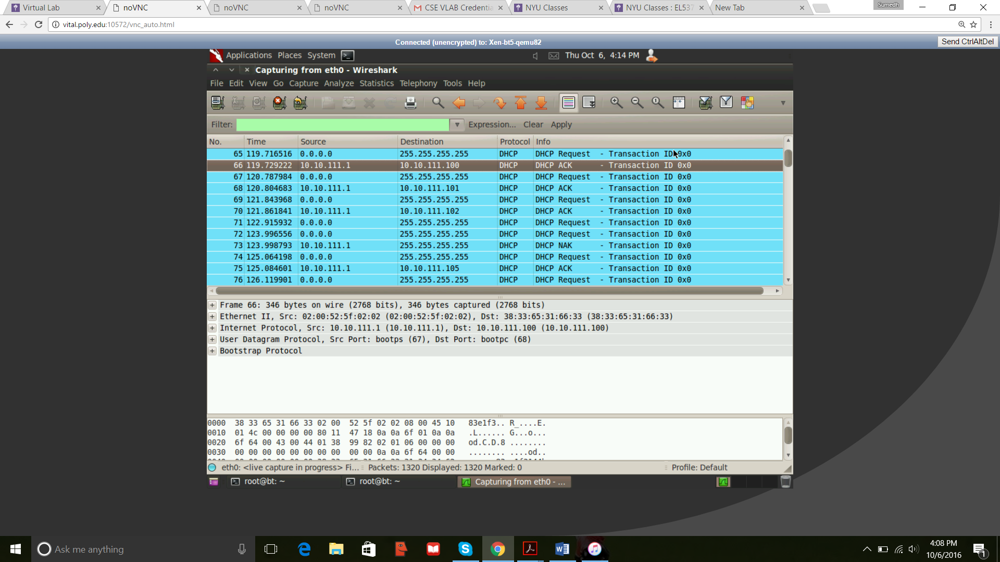 Virtual Lab
noVNC
noVNC
noVNC
CSE VLAB Credentia
NYU Classes
NYU Classes : EL537
New Tab
Sumedh
vital.poly.edu:10572/vnc_auto.html
Connected (unencrypted) to: Xen-bt5-qemu82
Send CtrlAltDel
Applications Places System Thu Oct 6, 4:14 PM
Capturing from eth0 - Wireshark
File Edit View Go Capture Analyze Statistics Telephony Tools Help
Filter: Expression... Clear Apply
No. Time Source Destination Protocol Info
65 119.716516 0.0.0.0 255.255.255.255 DHCP DHCP Request - Transaction ID 0x0
66 119.729222 10.10.111.1 10.10.111.100 DHCP DHCP ACK - Transaction ID 0x0
67 120.787984 0.0.0.0 255.255.255.255 DHCP DHCP Request - Transaction ID 0x0
68 120.804683 10.10.111.1 10.10.111.101 DHCP DHCP ACK - Transaction ID 0x0
69 121.843968 0.0.0.0 255.255.255.255 DHCP DHCP Request - Transaction ID 0x0
70 121.861841 10.10.111.1 10.10.111.102 DHCP DHCP ACK - Transaction ID 0x0
71 122.915932 0.0.0.0 255.255.255.255 DHCP DHCP Request - Transaction ID 0x0
72 123.996556 0.0.0.0 255.255.255.255 DHCP DHCP Request - Transaction ID 0x0
73 123.998793 10.10.111.1 255.255.255.255 DHCP DHCP NAK - Transaction ID 0x0
74 125.064198 0.0.0.0 255.255.255.255 DHCP DHCP Request - Transaction ID 0x0
75 125.084601 10.10.111.1 10.10.111.105 DHCP DHCP ACK - Transaction ID 0x0
76 126.119901 0.0.0.0 255.255.255.255 DHCP DHCP Request - Transaction ID 0x0
Frame 66: 346 bytes on wire (2768 bits), 346 bytes captured (2768 bits)
Ethernet II, Src: 02:00:52:5f:02:02 (02:00:52:5f:02:02), Dst: 38:33:65:31:66:33 (38:33:65:31:66:33)
Internet Protocol, Src: 10.10.111.1 (10.10.111.1), Dst: 10.10.111.100 (10.10.111.100)
User Datagram Protocol, Src Port: bootps (67), Dst Port: bootpc (68)
Bootstrap Protocol
0000 38 33 65 31 66 33 02 00 52 5f 02 02 08 00 45 10 83e1f3.. R_....E.
0010 01 4c 00 00 00 00 80 11 47 18 0a 0a 6f 01 0a 0a .L...... G...o...
0020 6f 64 00 43 00 44 01 38 99 82 02 01 06 00 00 00 od.C.D.8 ........
0030 00 00 00 00 00 00 00 00 00 00 0a 0a 6f 64 00 00 ........ ....od..
eth0: <live capture in progress> Fi... Packets: 1320 Displayed: 1320 Marked: 0 Profile: Default
root@bt: ~
root@bt: ~
Capturing from eth0 - ...
Ask me anything
4:08 PM
10/6/2016
1